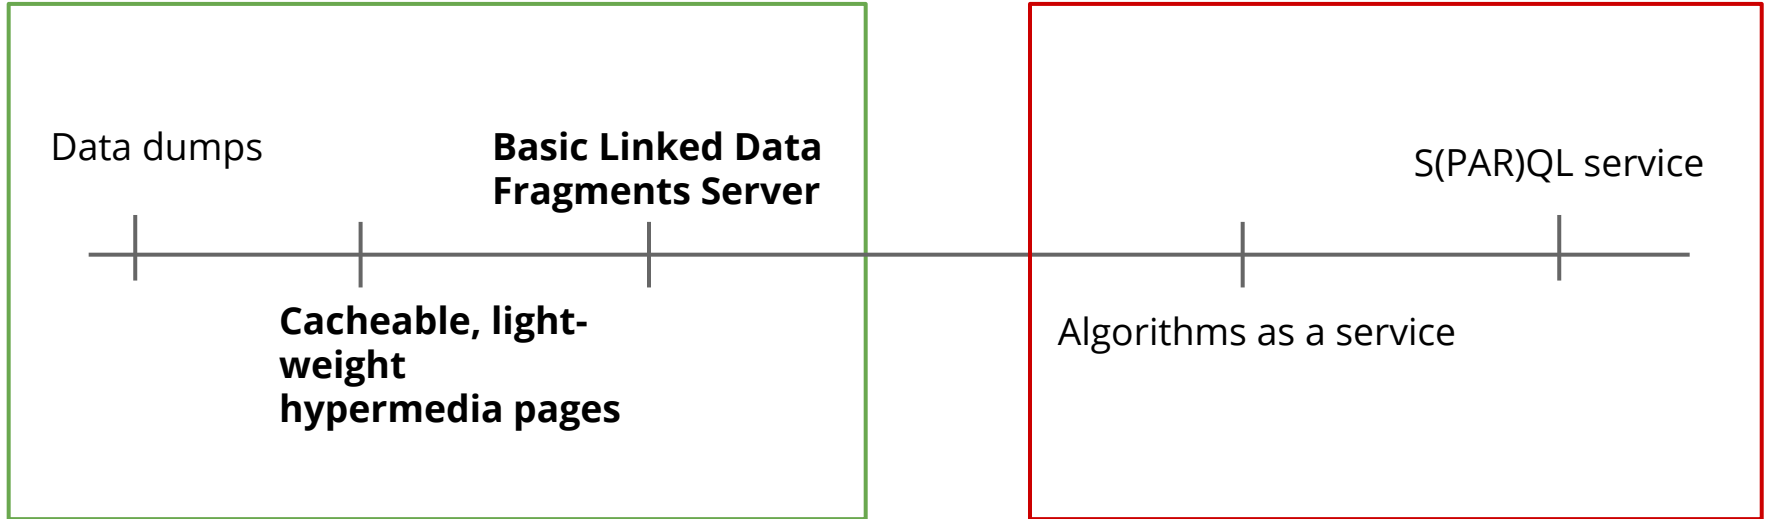 Data dumps
Basic Linked Data
Fragments Server
S(PAR)QL service
Cacheable, light-
weight
hypermedia pages
Algorithms as a service